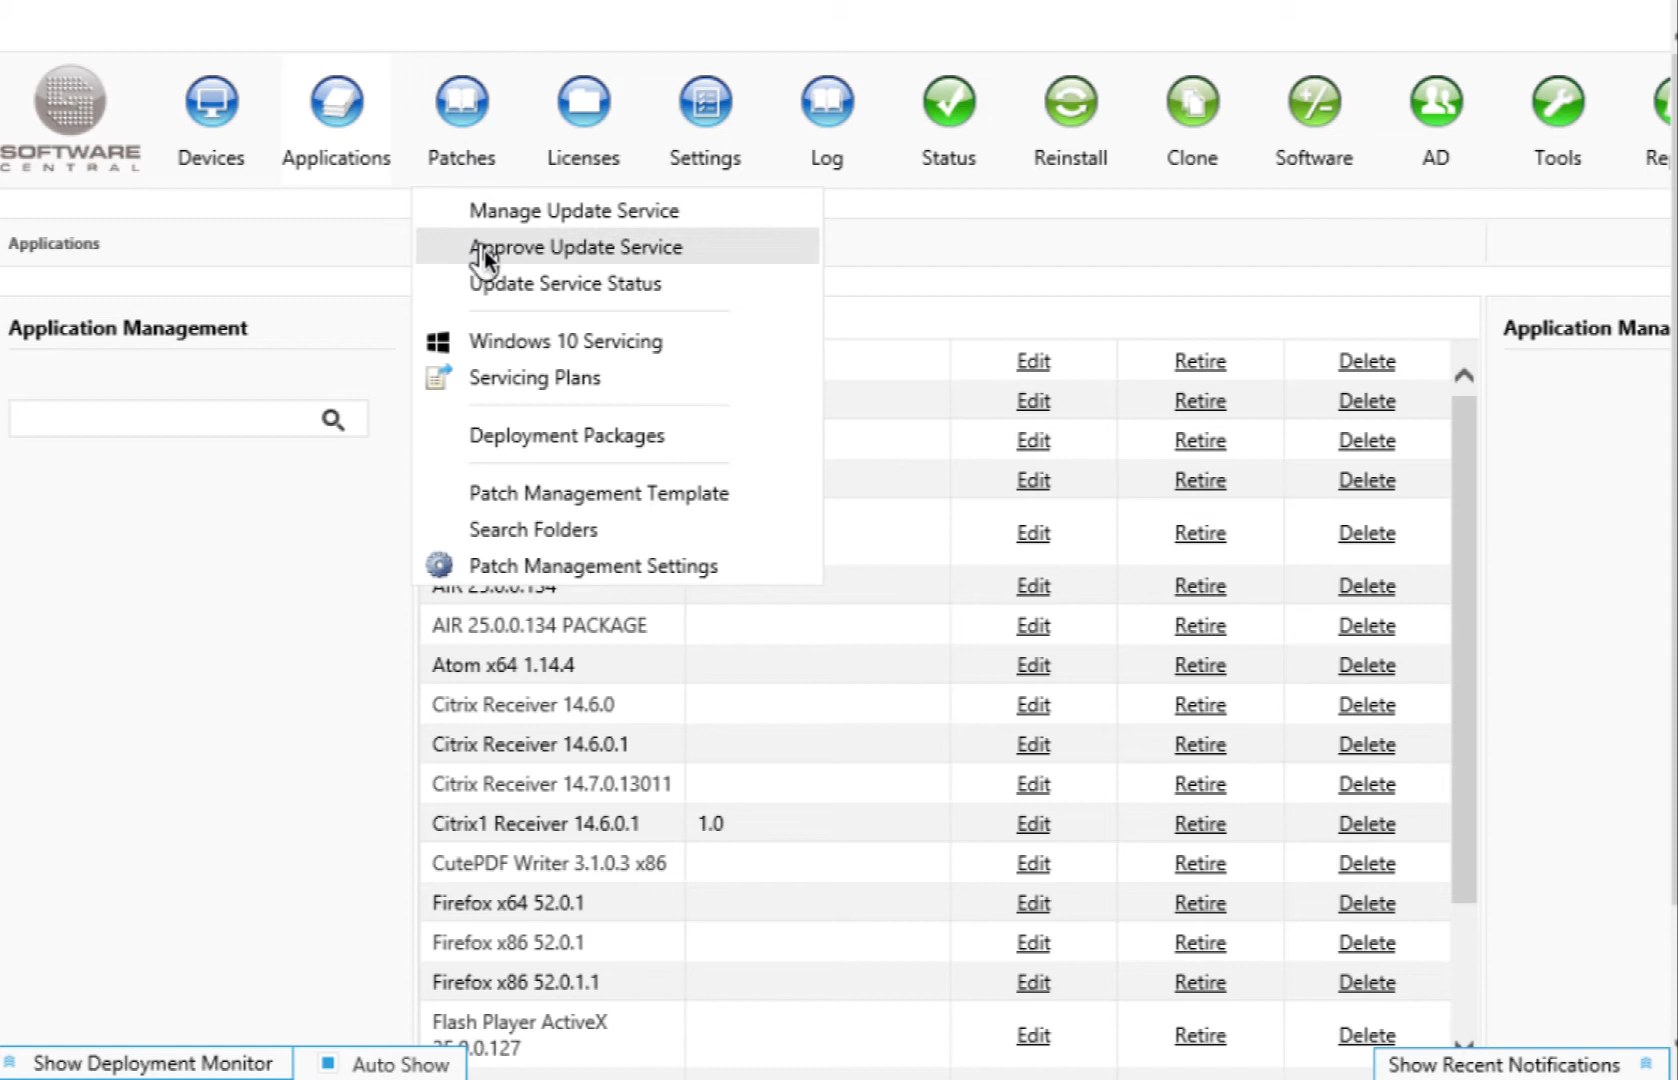 SOFTWARE
CENTRAL
Devices
Applications
Patches
Licenses
Settings
Log
Status
Reinstall
Clone
Software
AD
Tools
Manage Update Service
Approve Update Service
Update Service Status
Windows 10 Servicing
Servicing Plans
Deployment Packages
Patch Management Template
Search Folders
Patch Management Settings
Applications
Application Management
Application Mana
Edit Retire Delete
Edit Retire Delete
Edit Retire Delete
Edit Retire Delete
Edit Retire Delete
AIR 25.0.0.134 Edit Retire Delete
AIR 25.0.0.134 PACKAGE Edit Retire Delete
Atom x64 1.14.4 Edit Retire Delete
Citrix Receiver 14.6.0 Edit Retire Delete
Citrix Receiver 14.6.0.1 Edit Retire Delete
Citrix Receiver 14.7.0.13011 Edit Retire Delete
Citrix1 Receiver 14.6.0.1 1.0 Edit Retire Delete
CutePDF Writer 3.1.0.3 x86 Edit Retire Delete
Firefox x64 52.0.1 Edit Retire Delete
Firefox x86 52.0.1 Edit Retire Delete
Firefox x86 52.0.1.1 Edit Retire Delete
Flash Player ActiveX
Edit Retire Delete
Show Deployment Monitor
Auto Show
Show Recent Notifications